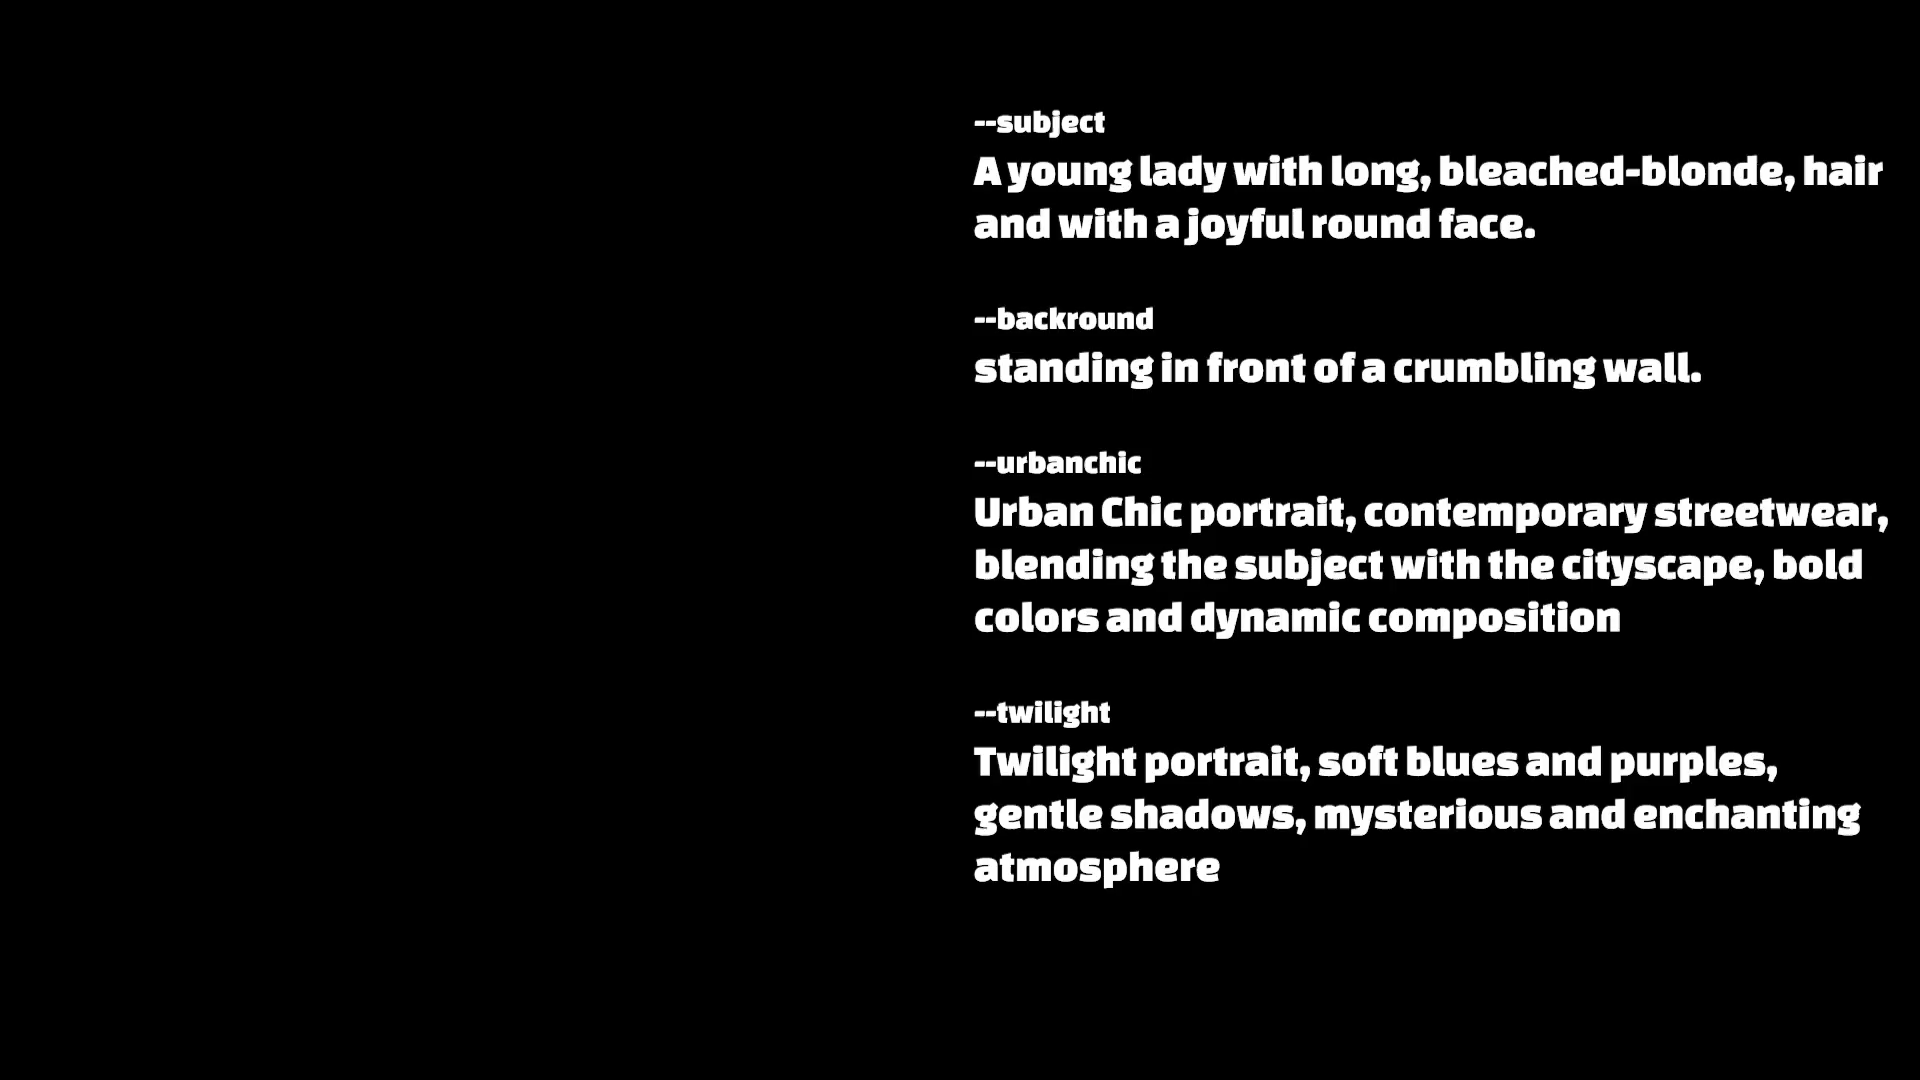 --subject
A young lady with long, bleached-blonde, hair
and with a joyful round face.
--backround
standing in front of a crumbling wall.
--urbanchic
Urban Chic portrait, contemporary streetwear,
blending the subject with the cityscape, bold
colors and dynamic composition
--twilight
Twilight portrait, soft blues and purples,
gentle shadows, mysterious and enchanting
atmosphere